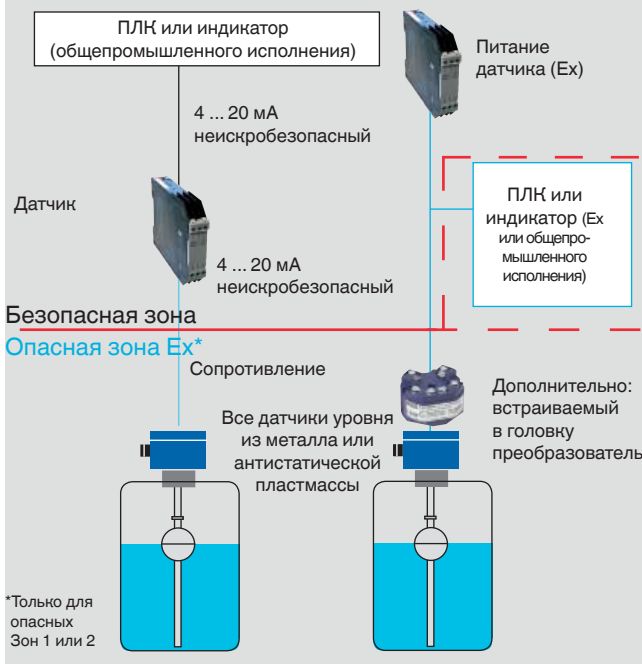 ПЛК или индикатор
(общепромышленного исполнения)
Питание
датчика (Ex)
4 ... 20 мА
неискробезопасный
Датчик
ПЛК или
индикатор (Ex
или общепро-
мышленного
исполнения)
4 ... 20 мА
неискробезопасный
Безопасная зона
Опасная зона Ex*
Сопротивление
Все датчики уровня
из металла или
антистатической
пластмассы
Дополнительно:
встраиваемый
в головку
преобразователь
*Только для
опасных
Зон 1 или 2